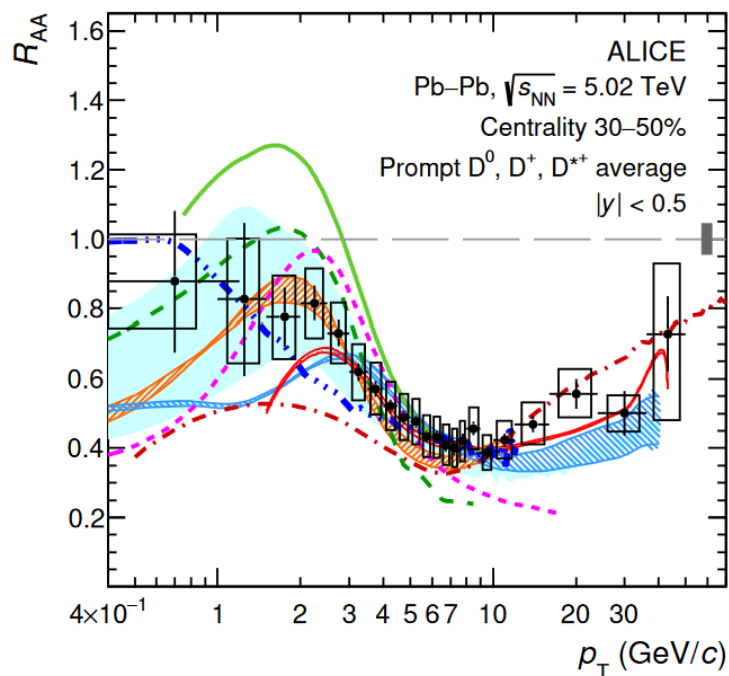 R_AA
1.6
1.4
1.2
1.0
0.8
0.6
0.4
0.2
ALICE
Pb–Pb, √s_NN = 5.02 TeV
Centrality 30–50%
Prompt D⁰, D⁺, D*⁺ average
|y| < 0.5
4×10⁻¹ 1 2 3 4 5 6 7 10 20 30
p_T (GeV/c)